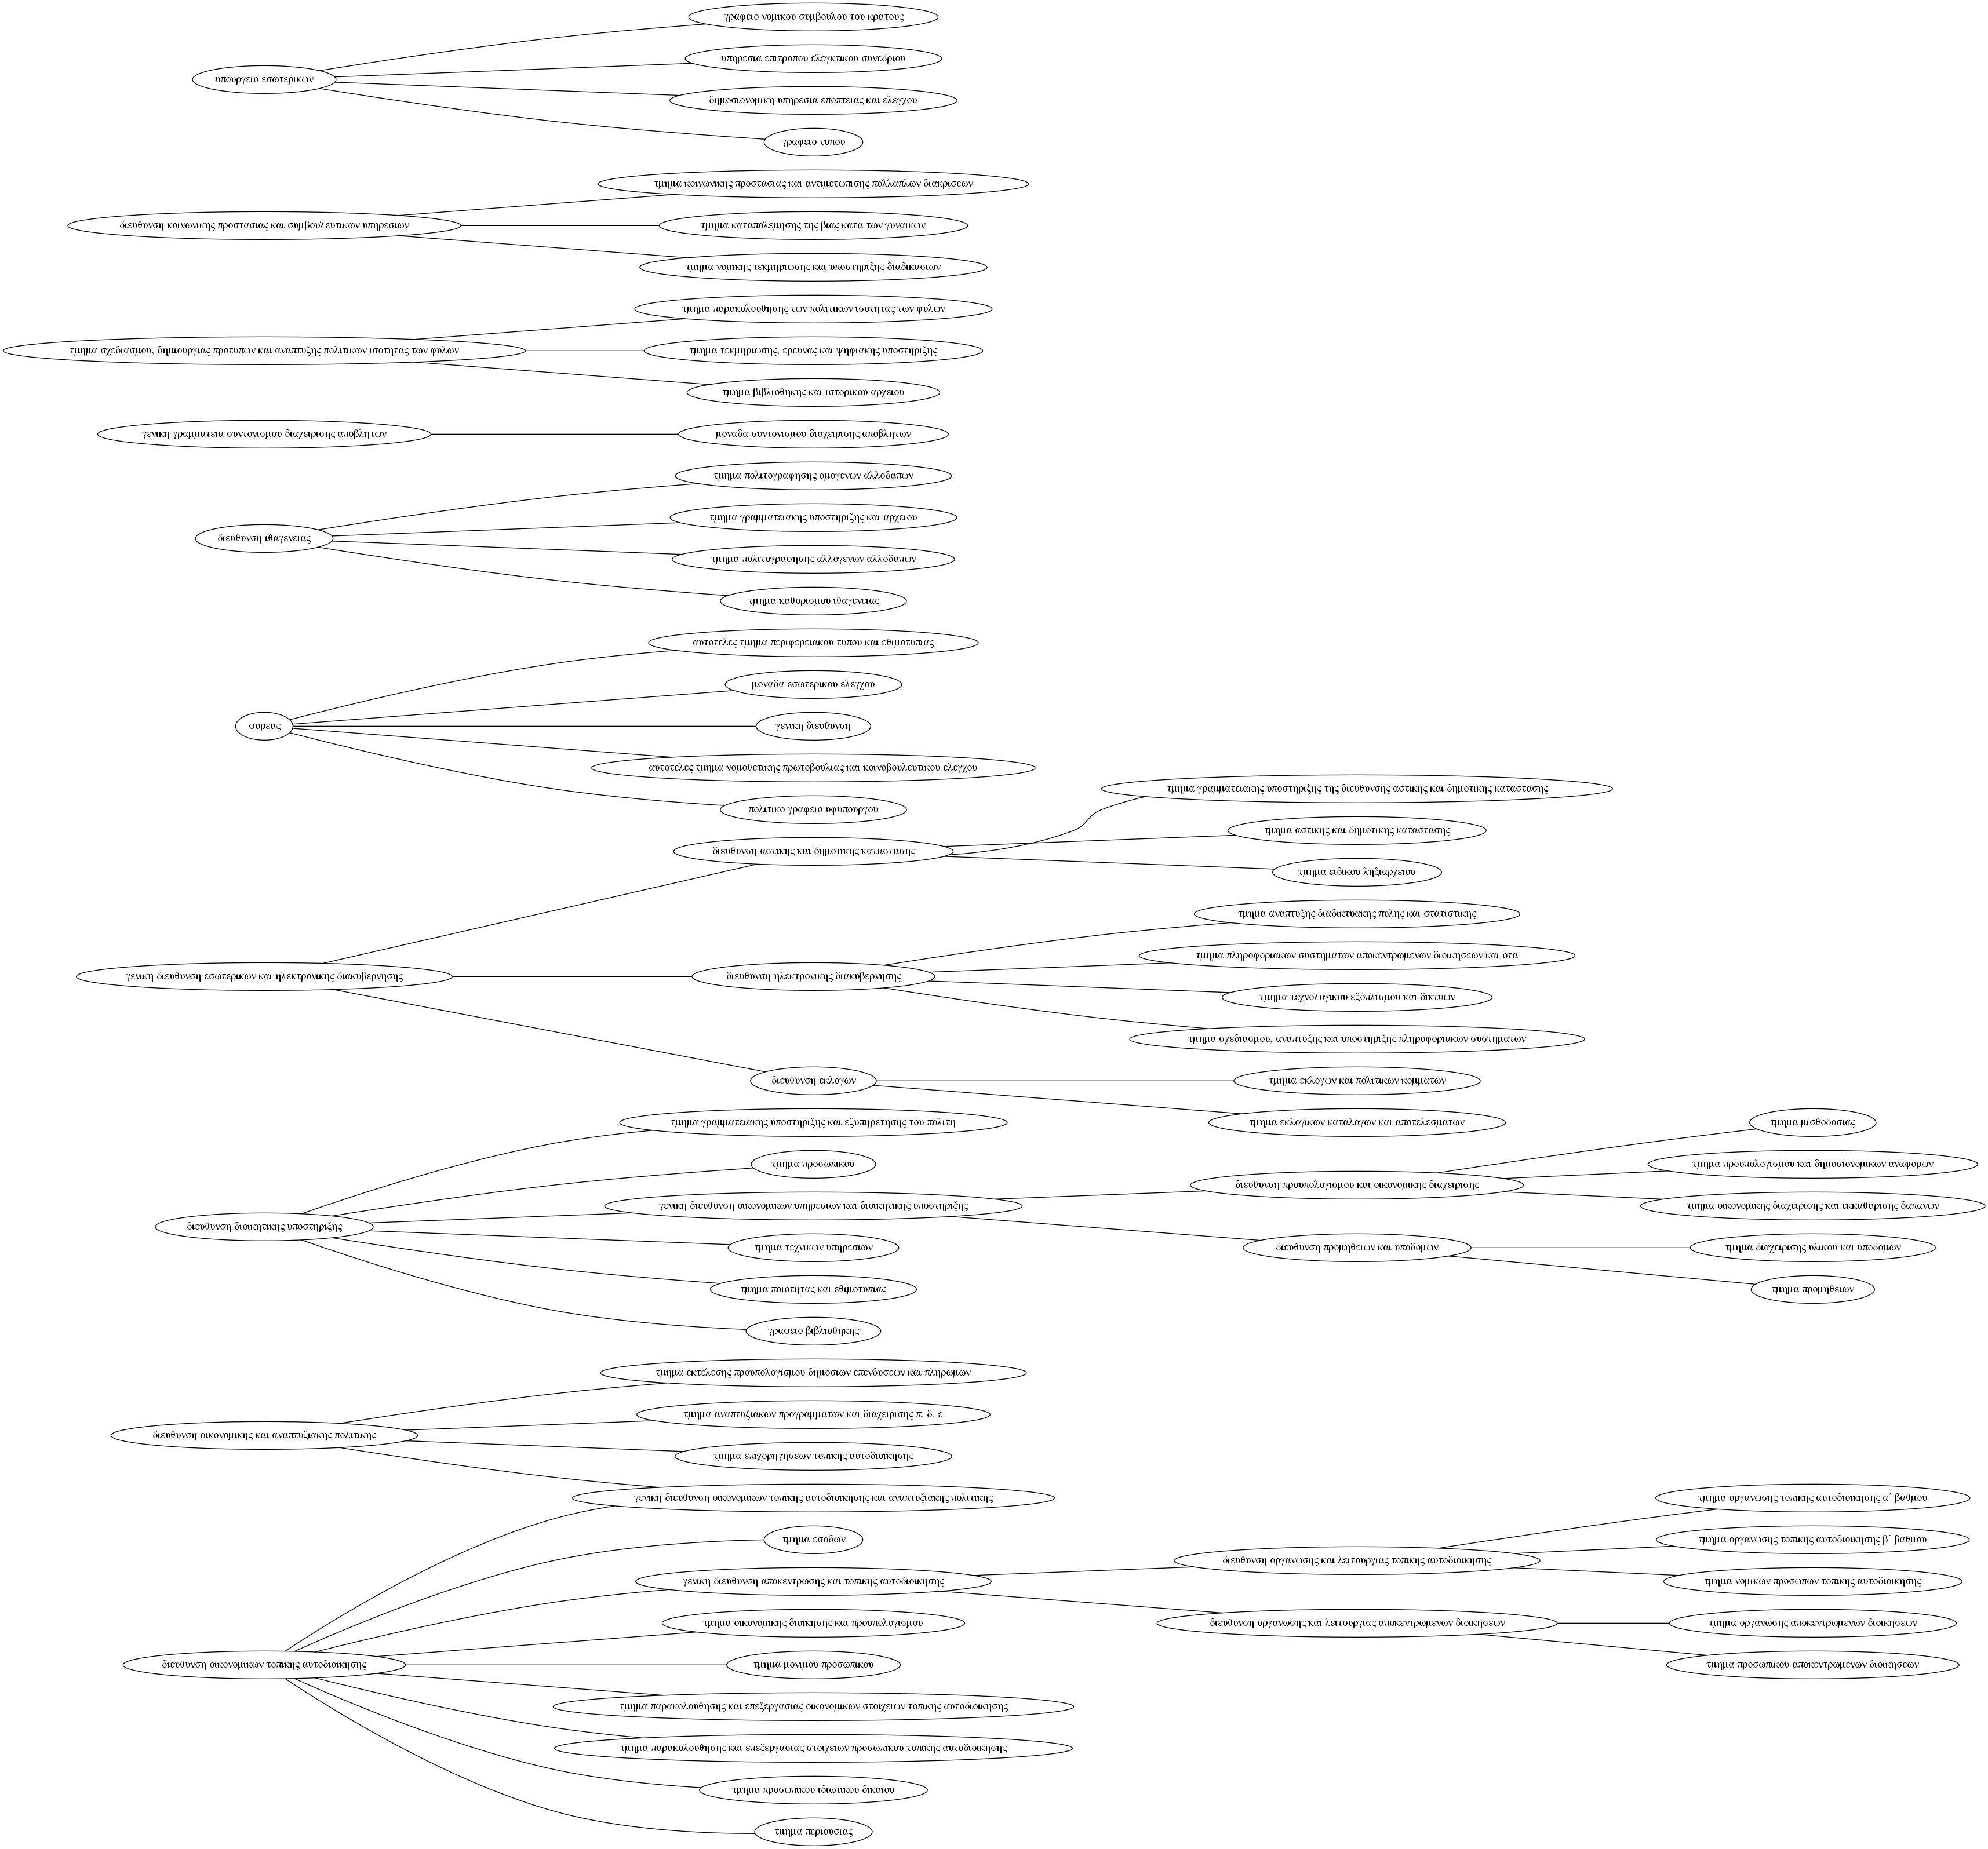 γραφειο νομικου συμβουλου του κρατους
υπηρεσια επιτροπου ελεγκτικου συνεδριου
υπουργειο εσωτερικων
δημοσιονομικη υπηρεσια εποπτειας και ελεγχου
γραφειο τυπου
τμημα κοινωνικης προστασιας και αντιμετωπισης πολλαπλων διακρισεων
διευθυνση κοινωνικης προστασιας και συμβουλευτικων υπηρεσιων
τμημα καταπολεμησης της βιας κατα των γυναικων
τμημα νομικης τεκμηριωσης και υποστηριξης διαδικασιων
τμημα παρακολουθησης των πολιτικων ισοτητας των φυλων
τμημα σχεδιασμου, δημιουργιας προτυπων και αναπτυξης πολιτικων ισοτητας των φυλων
τμημα τεκμηριωσης, ερευνας και ψηφιακης υποστηριξης
τμημα βιβλιοθηκης και ιστορικου αρχειου
γενικη γραμματεια συντονισμου διαχειρισης αποβλητων
μοναδα συντονισμου διαχειρισης αποβλητων
τμημα πολιτογραφησης ομογενων αλλοδαπων
τμημα γραμματειακης υποστηριξης και αρχειου
διευθυνση ιθαγενειας
τμημα πολιτογραφησης αλλογενων αλλοδαπων
τμημα καθορισμου ιθαγενειας
αυτοτελες τμημα περιφερειακου τυπου και εθιμοτυπιας
μοναδα εσωτερικου ελεγχου
φορεας
γενικη διευθυνση
αυτοτελες τμημα νομοθετικης πρωτοβουλιας και κοινοβουλευτικου ελεγχου
πολιτικο γραφειο υφυπουργου
τμημα γραμματειακης υποστηριξης της διευθυνσης αστικης και δημοτικης καταστασης
τμημα αστικης και δημοτικης καταστασης
διευθυνση αστικης και δημοτικης καταστασης
τμημα ειδικου ληξιαρχειου
τμημα αναπτυξης διαδικτυακης πυλης και στατιστικης
τμημα πληροφοριακων συστηματων αποκεντρωμενων διοικησεων και οτα
γενικη διευθυνση εσωτερικων και ηλεκτρονικης διακυβερνησης
διευθυνση ηλεκτρονικης διακυβερνησης
τμημα τεχνολογικου εξοπλισμου και δικτυων
τμημα σχεδιασμου, αναπτυξης και υποστηριξης πληροφοριακων συστηματων
διευθυνση εκλογων
τμημα εκλογων και πολιτικων κομματων
τμημα εκλογικων καταλογων και αποτελεσματων
τμημα γραμματειακης υποστηριξης και εξυπηρετησης του πολιτη
τμημα μισθοδοσιας
τμημα προσωπικου
τμημα προυπολογισμου και δημοσιονομικων αναφορων
διευθυνση προυπολογισμου και οικονομικης διαχειρισης
γενικη διευθυνση οικονομικων υπηρεσιων και διοικητικης υποστηριξης
τμημα οικονομικης διαχειρισης και εκκαθαρισης δαπανων
διευθυνση διοικητικης υποστηριξης
τμημα τεχνικων υπηρεσιων
διευθυνση προμηθειων και υποδομων
τμημα διαχειρισης υλικου και υποδομων
τμημα ποιοτητας και εθιμοτυπιας
τμημα προμηθειων
γραφειο βιβλιοθηκης
τμημα εκτελεσης προυπολογισμου δημοσιων επενδυσεων και πληρωμων
τμημα αναπτυξιακων προγραμματων και διαχειρισης π. δ. ε
διευθυνση οικονομικης και αναπτυξιακης πολιτικης
τμημα επιχορηγησεων τοπικης αυτοδιοικησης
γενικη διευθυνση οικονομικων τοπικης αυτοδιοικησης και αναπτυξιακης πολιτικης
τμημα οργανωσης τοπικης αυτοδιοικησης α΄ βαθμου
τμημα εσοδων
τμημα οργανωσης τοπικης αυτοδιοικησης β΄ βαθμου
διευθυνση οργανωσης και λειτουργιας τοπικης αυτοδιοικησης
γενικη διευθυνση αποκεντρωσης και τοπικης αυτοδιοικησης
τμημα νομικων προσωπων τοπικης αυτοδιοικησης
τμημα οικονομικης διοικησης και προυπολογισμου
διευθυνση οργανωσης και λειτουργιας αποκεντρωμενων διοικησεων
τμημα οργανωσης αποκεντρωμενων διοικησεων
διευθυνση οικονομικων τοπικης αυτοδιοικησης
τμημα μονιμου προσωπικου
τμημα προσωπικου αποκεντρωμενων διοικησεων
τμημα παρακολουθησης και επεξεργασιας οικονομικων στοιχειων τοπικης αυτοδιοικησης
τμημα παρακολουθησης και επεξεργασιας στοιχειων προσωπικου τοπικης αυτοδιοικησης
τμημα προσωπικου ιδιωτικου δικαιου
τμημα περιουσιας